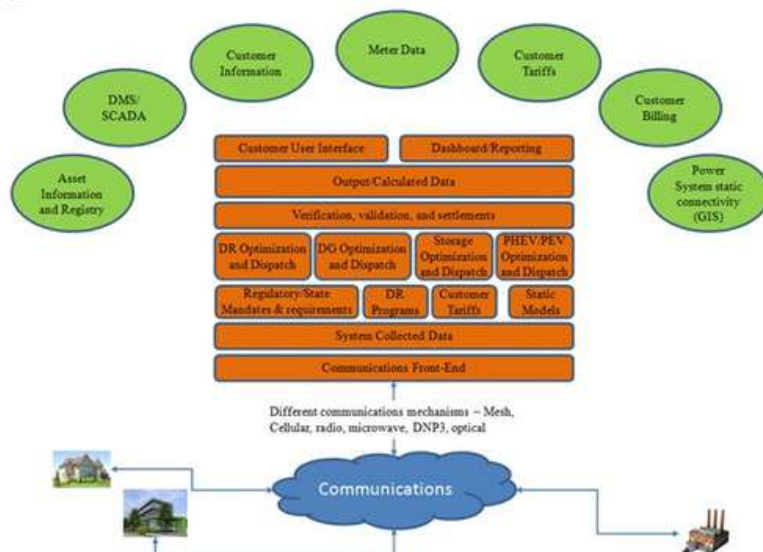 Meter Data
Customer
Information
Customer
Tariffs
DMS/
SCADA
Customer
Billing
Asset
Information
and Registry
Power
System static
connectivity
(GIS)
Customer User Interface
Dashboard/Reporting
Output/Calculated Data
Verification, validation, and settlements
DR Optimization
and Dispatch
DG Optimization
and Dispatch
Storage
Optimization
and Dispatch
PHEV/PEV
Optimization
and Dispatch
Regulatory/State
Mandates & requirements
DR
Programs
Customer
Tariffs
Static
Models
System Collected Data
Communications Front-End
Different communications mechanisms – Mesh,
Cellular, radio, microwave, DNP3, optical
Communications